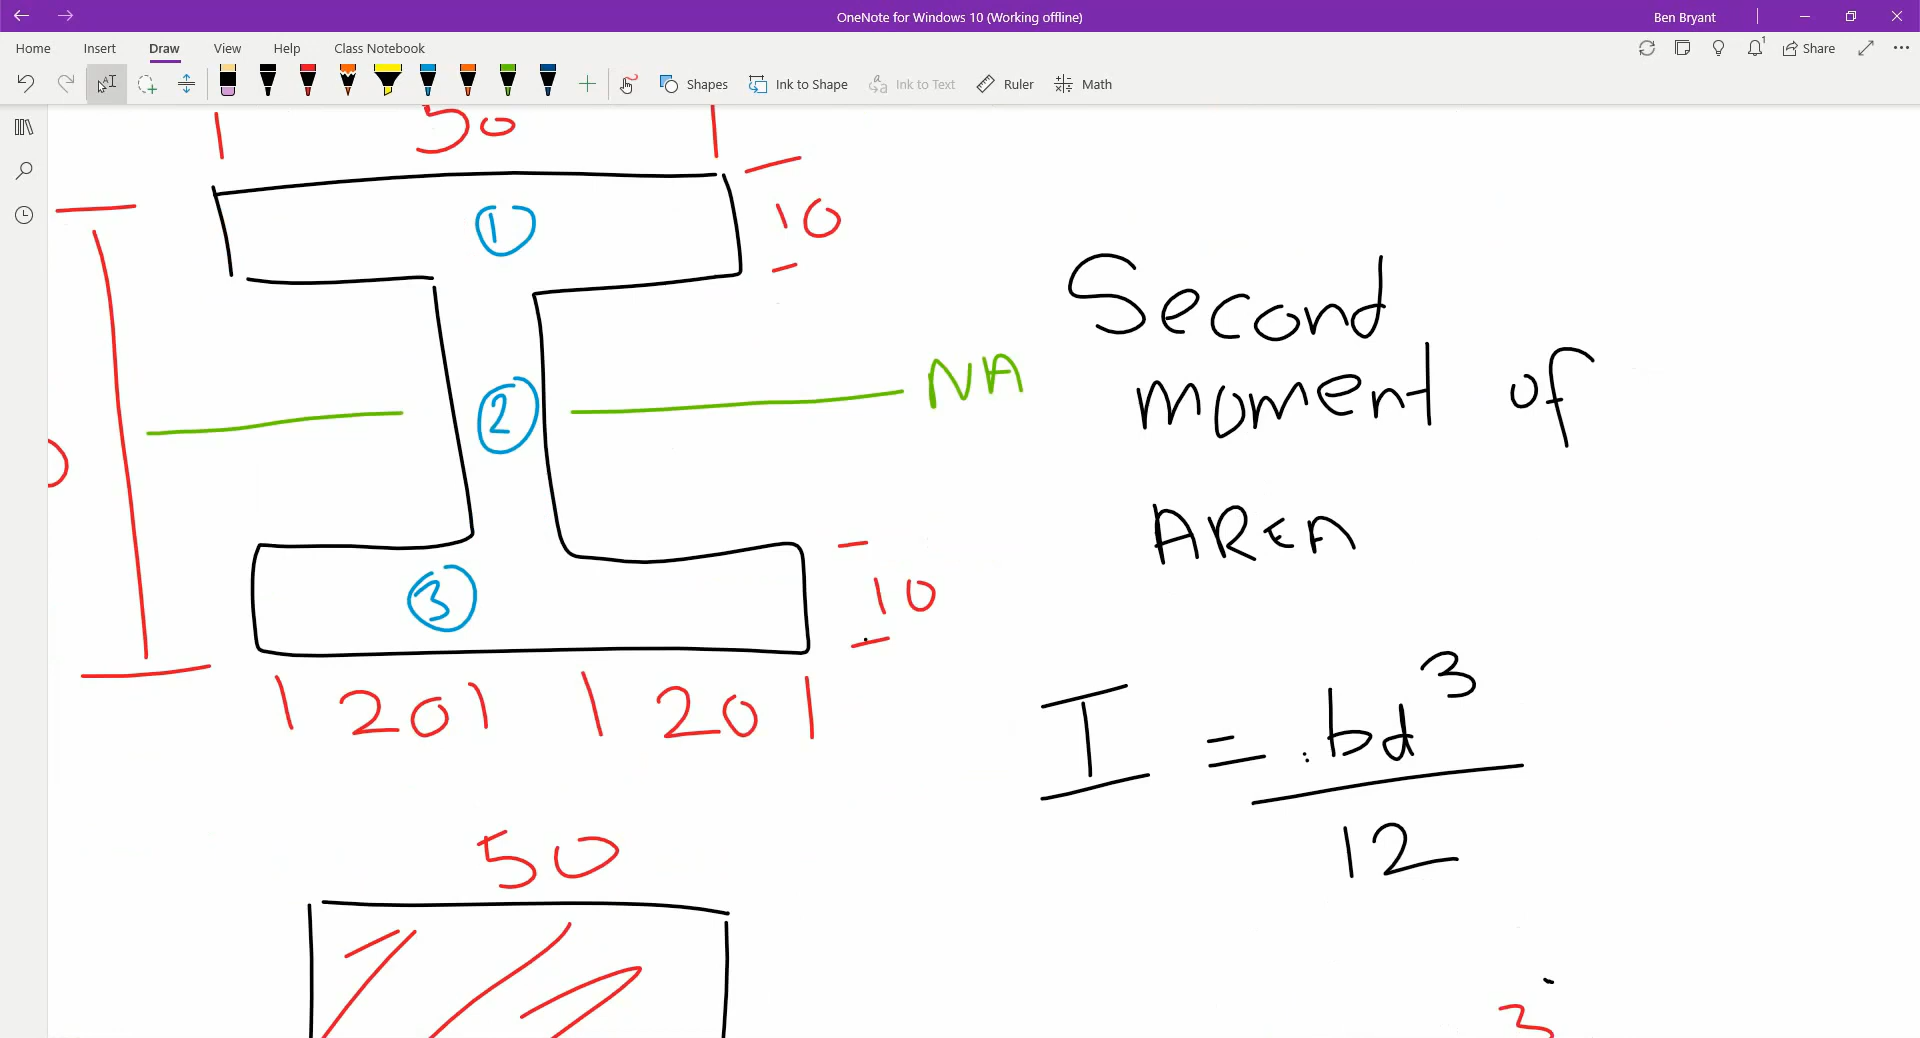 OneNote for Windows 10 (Working offline)
Ben Bryant
Home Insert Draw View Help Class Notebook
1 Share
Shapes Ink to Shape Ink to Text Ruler Math
50
10
1
NA
2
3
10
20 20
50
Second
moment of
AREA
I = bd³
12
3